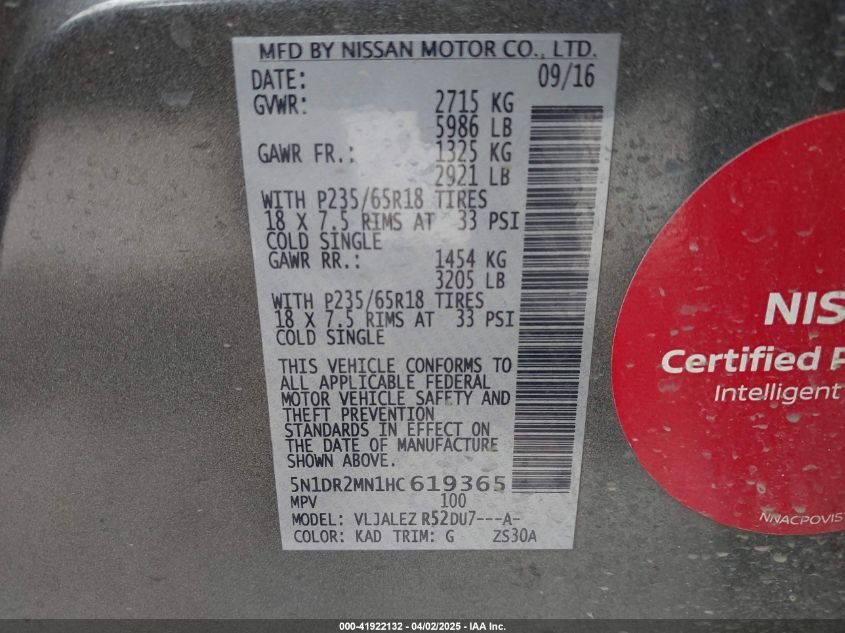 MFD BY NISSAN MOTOR CO., LTD.
DATE: 09/16
GVWR: 2715 KG
5986 LB
GAWR FR.: 1325 KG
2921 LB
WITH P235/65R18 TIRES
18 X 7.5 RIMS AT 33 PSI
COLD SINGLE
GAWR RR.: 1454 KG
3205 LB
WITH P235/65R18 TIRES
18 X 7.5 RIMS AT 33 PSI
COLD SINGLE
THIS VEHICLE CONFORMS TO
ALL APPLICABLE FEDERAL
MOTOR VEHICLE SAFETY AND
THEFT PREVENTION
STANDARDS IN EFFECT ON
THE DATE OF MANUFACTURE
SHOWN ABOVE.
5N1DR2MN1HC619365
MPV 100
MODEL: VLJALEZ R52DU7---A-
COLOR: KAD TRIM: G ZS30A
NIS
Certified P
Intelligent
NNACPOVIS
000-41922132 - 04/02/2025 - IAA Inc.